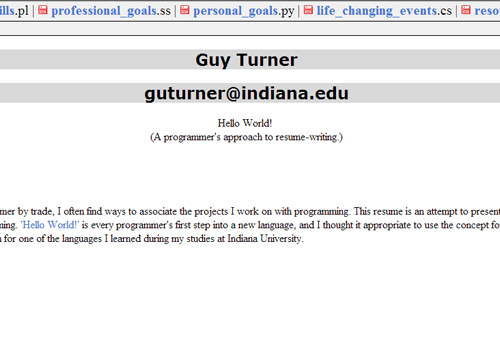 ills.pl | professional_goals.ss | personal_goals.py | life_changing_events.cs | reso
Guy Turner
guturner@indiana.edu
Hello World!
(A programmer's approach to resume-writing.)
mer by trade, I often find ways to associate the projects I work on with programming. This resume is an attempt to present
ming. 'Hello World!' is every programmer's first step into a new language, and I thought it appropriate to use the concept fo
n for one of the languages I learned during my studies at Indiana University.